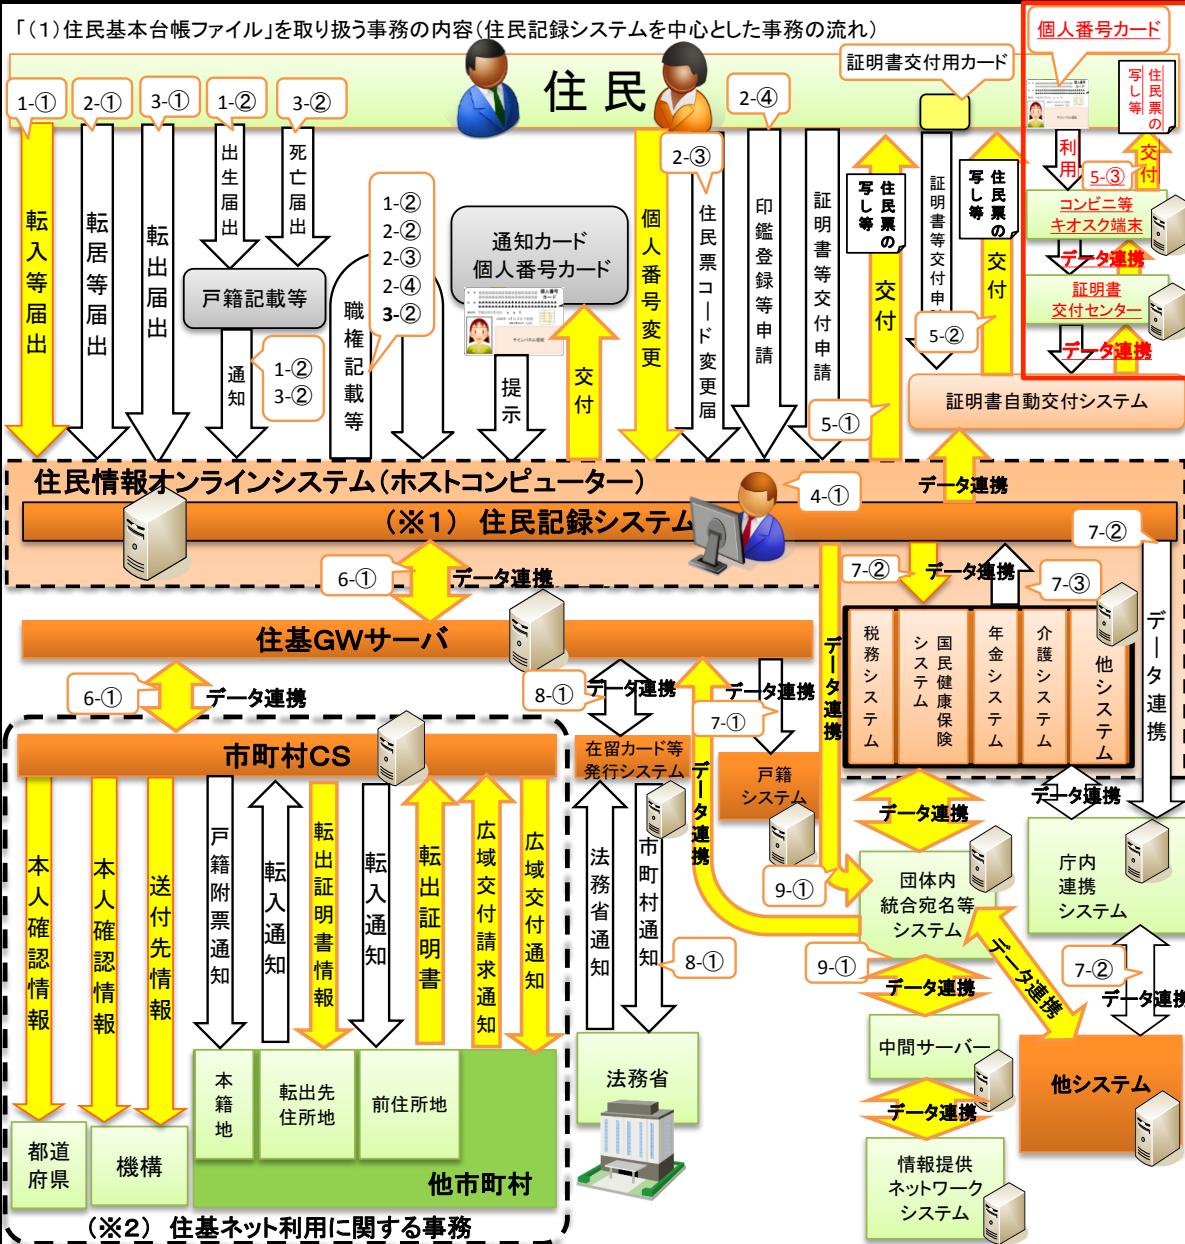 「(1)住民基本台帳ファイル」を取り扱う事務の内容(住民記録システムを中心とした事務の流れ)
住民
証明書交付用カード
個人番号カード
住民票の
写し等
1-①
2-①
3-①
1-②
3-②
2-④
2-③
転入等届出
転居等届出
転出届出
出生届出
死亡届出
戸籍記載等
通知
1-②
3-②
職権記載等
1-②
2-②
2-③
2-④
3-②
通知カード
個人番号カード
個人番号
カード
サインパネル領域
提示
交付
個人番号変更
住民票コード変更届
印鑑登録等申請
証明書等交付申請
5-①
住民票の
写し等
交付
証明書等交付申
5-②
住民票の
写し等
交付
利用
5-③
交付
コンビニ等
キオスク端末
データ連携
証明書
交付センター
データ連携
証明書自動交付システム
データ連携
住民情報オンラインシステム(ホストコンピューター)
4-①
(※1) 住民記録システム
6-①
データ連携
7-②
データ連携
7-③
7-②
データ連携
データ連携
住基GWサーバ
税務システム
国民健康保険
システム
年金システム
介護システム
他システム
6-①
データ連携
8-①
データ連携
データ連携
7-①
データ連携
市町村CS
在留カード等
発行システム
戸籍
システム
データ連携
データ連携
本人確認情報
本人確認情報
送付先情報
戸籍附票通知
転入通知
転出証明書情報
転入通知
転出証明書
広域交付請求通知
広域交付通知
法務省通知
市町村通知
8-①
9-①
団体内
統合宛名等
システム
9-①
庁内
連携
システム
データ連携
データ連携
7-②
データ連携
中間サーバー
データ連携
情報提供
ネットワーク
システム
他システム
法務省
都道
府県
機構
本籍地
転出先
住所地
前住所地
他市町村
(※2) 住基ネット利用に関する事務